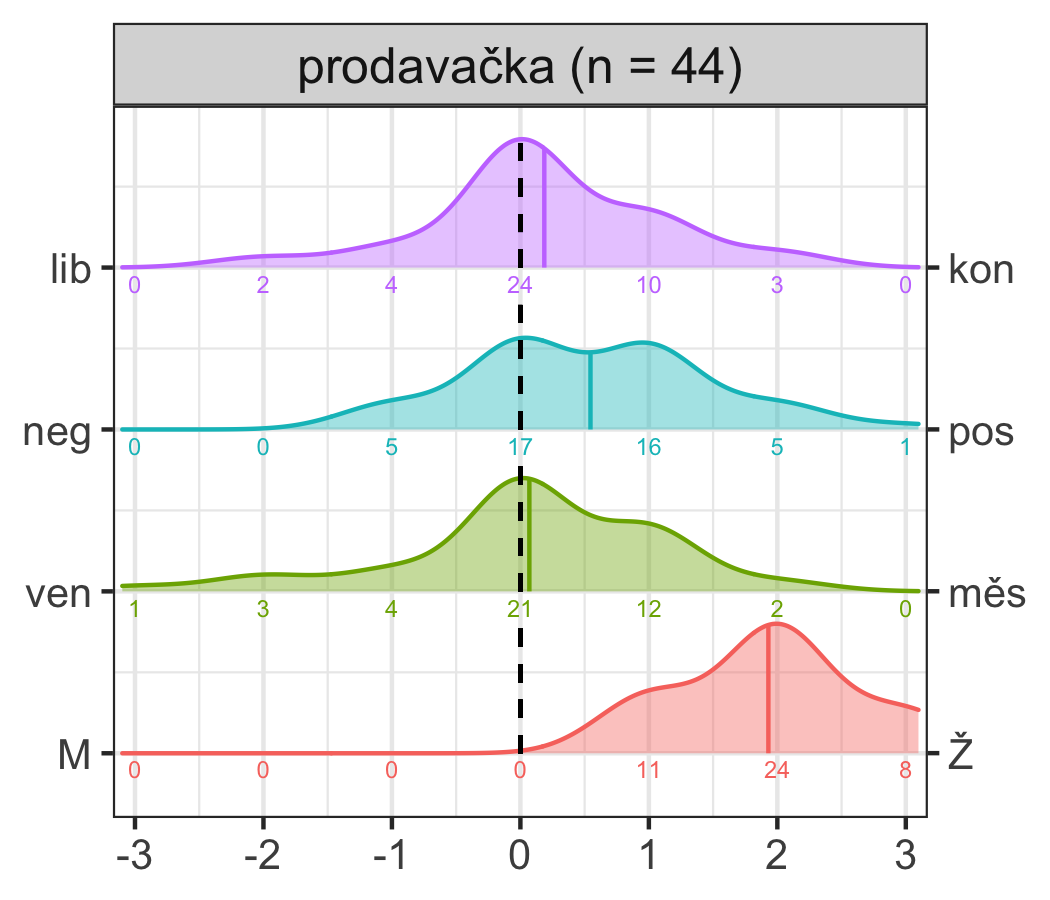 prodavačka (n = 44)
lib kon
0 2 4 24 10 3 0
neg pos
0 0 5 17 16 5 1
ven měs
1 3 4 21 12 2 0
M Ž
0 0 0 0 11 24 8
-3 -2 -1 0 1 2 3